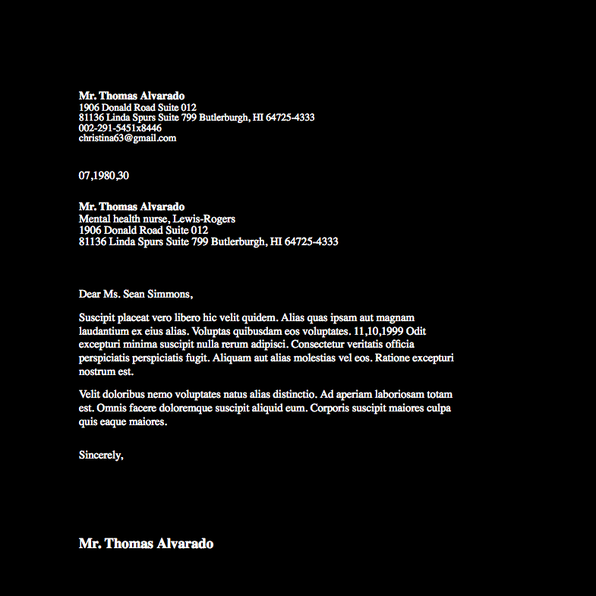 Mr. Thomas Alvarado
1906 Donald Road Suite 012
81136 Linda Spurs Suite 799 Butlerburgh, HI 64725-4333
002-291-5451x8446
christina63@gmail.com
07,1980,30
Mr. Thomas Alvarado
Mental health nurse, Lewis-Rogers
1906 Donald Road Suite 012
81136 Linda Spurs Suite 799 Butlerburgh, HI 64725-4333
Dear Ms. Sean Simmons,
Suscipit placeat vero libero hic velit quidem. Alias quas ipsam aut magnam
laudantium ex eius alias. Voluptas quibusdam eos voluptates. 11,10,1999 Odit
excepturi minima suscipit nulla rerum adipisci. Consectetur veritatis officia
perspiciatis perspiciatis fugit. Aliquam aut alias molestias vel eos. Ratione excepturi
nostrum est.
Velit doloribus nemo voluptates natus alias distinctio. Ad aperiam laboriosam totam
est. Omnis facere doloremque suscipit aliquid eum. Corporis suscipit maiores culpa
quis eaque maiores.
Sincerely,
Mr. Thomas Alvarado